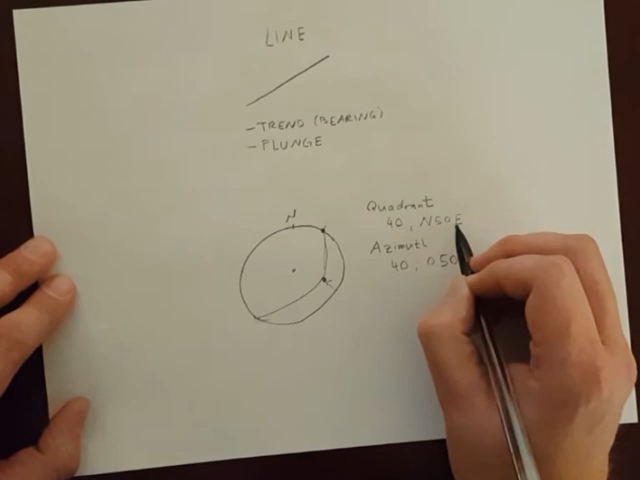 LINE
- TREND (BEARING)
- PLUNGE
N
Quadrant
40, N50E
Azimuth
40, 050